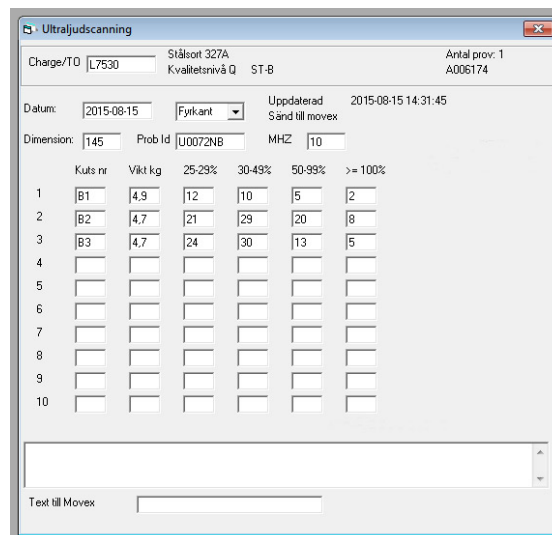 Ultraljudscanning
Charge/TO L7530 Stålsort 327A Antal prov: 1
Kvalitetsnivå Q ST-B A006174
Datum: 2015-08-15 Fyrkant Uppdaterad 2015-08-15 14:31:45
Sänd till movex
Dimension: 145 Prob Id U0072NB MHZ 10
Kuts nr Vikt kg 25-29% 30-49% 50-99% >= 100%
1 B1 4,9 12 10 5 2
2 B2 4,7 21 29 20 8
3 B3 4,7 24 30 13 5
4
5
6
7
8
9
10
Text till Movex